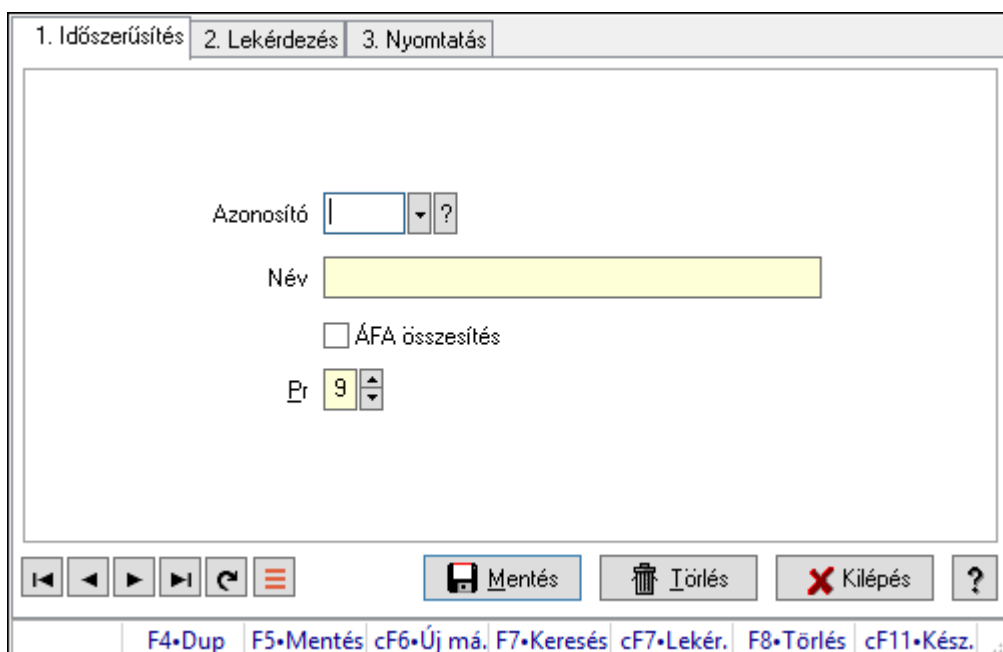 1. Időszerűsítés 2. Lekérdezés 3. Nyomtatás
Azonosító ?
Név
ÁFA összesítés
Pr 9
Mentés Törlés Kilépés ?
F4•Dup F5•Mentés cF6•Új má. F7•Keresés cF7•Lekér. F8•Törlés cF11•Kész.